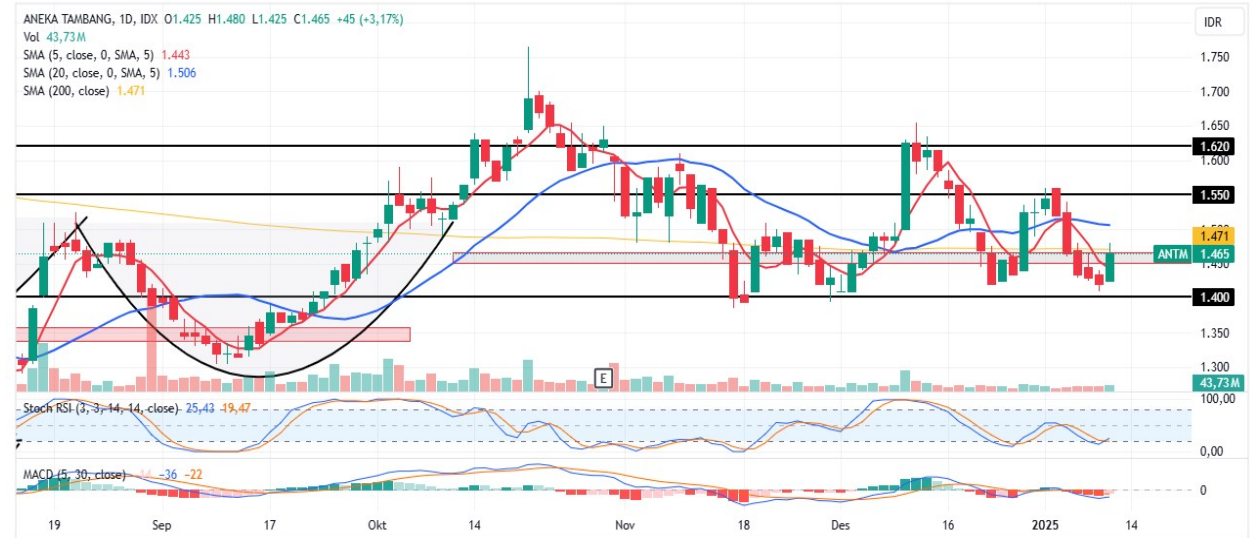 ANEKA TAMBANG, 1D, IDX O1.425 H1.480 L1.425 C1.465 +45 (+3,17%)
IDR
Vol 43,73M
SMA (5, close, 0, SMA, 5) 1.443
SMA (20, close, 0, SMA, 5) 1.506
SMA (200, close) 1.471
1.750
1.700
1.650
1.620
1.600
1.550
1.471
ANTM 1.465
1.400
1.350
1.300
E
43,73M
Stoch RSI (3, 3, 14, 14, close) 25,43 19,47
100,00
0,00
MACD (5, 30, close) -14 −36 −22
0
19 Sep 17 Okt 14 Nov 18 Des 16 2025 14